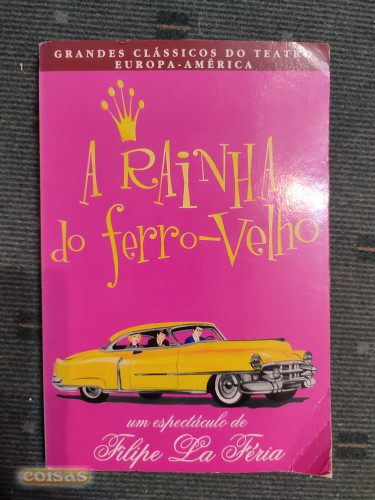 GRANDES CLÁSSICOS DO TEATRO
EUROPA-AMÉRICA
A RAiNHA
do ferro-Velho
um espectáculo de
Filipe La Féria
coisas